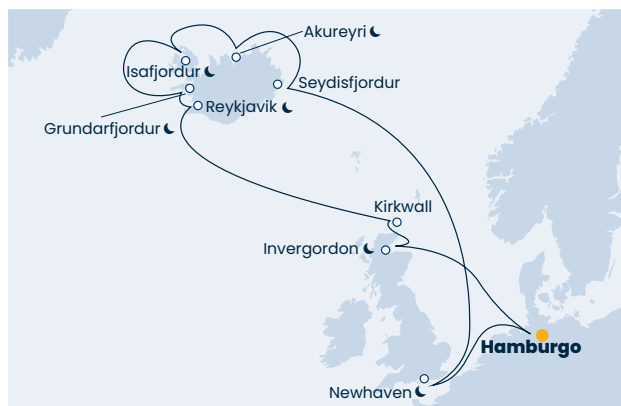 Akureyri
Isafjordur
Seydisfjordur
Reykjavik
Grundarfjordur
Kirkwall
Invergordon
Hamburgo
Newhaven